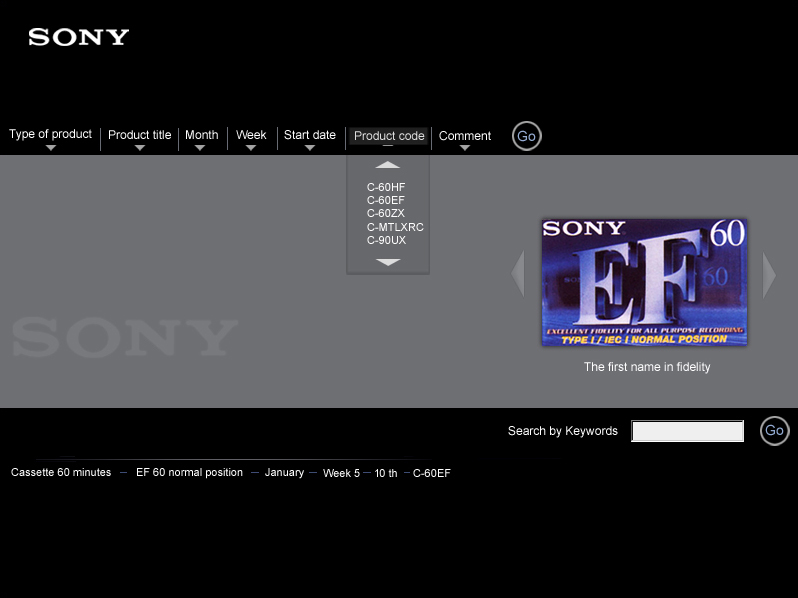 SONY
Type of product Product title Month Week Start date Product code Comment Go
C-60HF
C-60EF
C-60ZX
C-MTLXRC
C-90UX
SONY
SONY 60
EF
60
EXCELLENT FIDELITY FOR ALL PURPOSE RECORDING
TYPE I / IEC I NORMAL POSITION
The first name in fidelity
Search by Keywords Go
Cassette 60 minutes – EF 60 normal position – January – Week 5 – 10 th – C-60EF